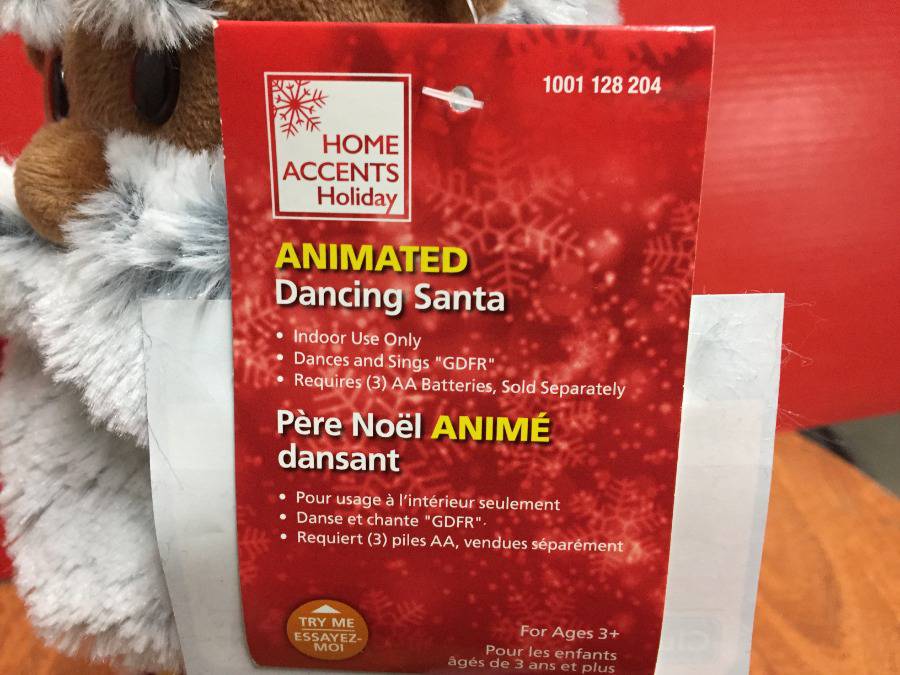 1001 128 204
HOME
ACCENTS
Holiday
ANIMATED
Dancing Santa
• Indoor Use Only
• Dances and Sings "GDFR"
• Requires (3) AA Batteries, Sold Separately
Père Noël ANIMÉ
dansant
• Pour usage à l'intérieur seulement
• Danse et chante "GDFR".
• Requiert (3) piles AA, vendues séparément
TRY ME
ESSAYEZ-
MOI
For Ages 3+
Pour les enfants
âgés de 3 ans et plus